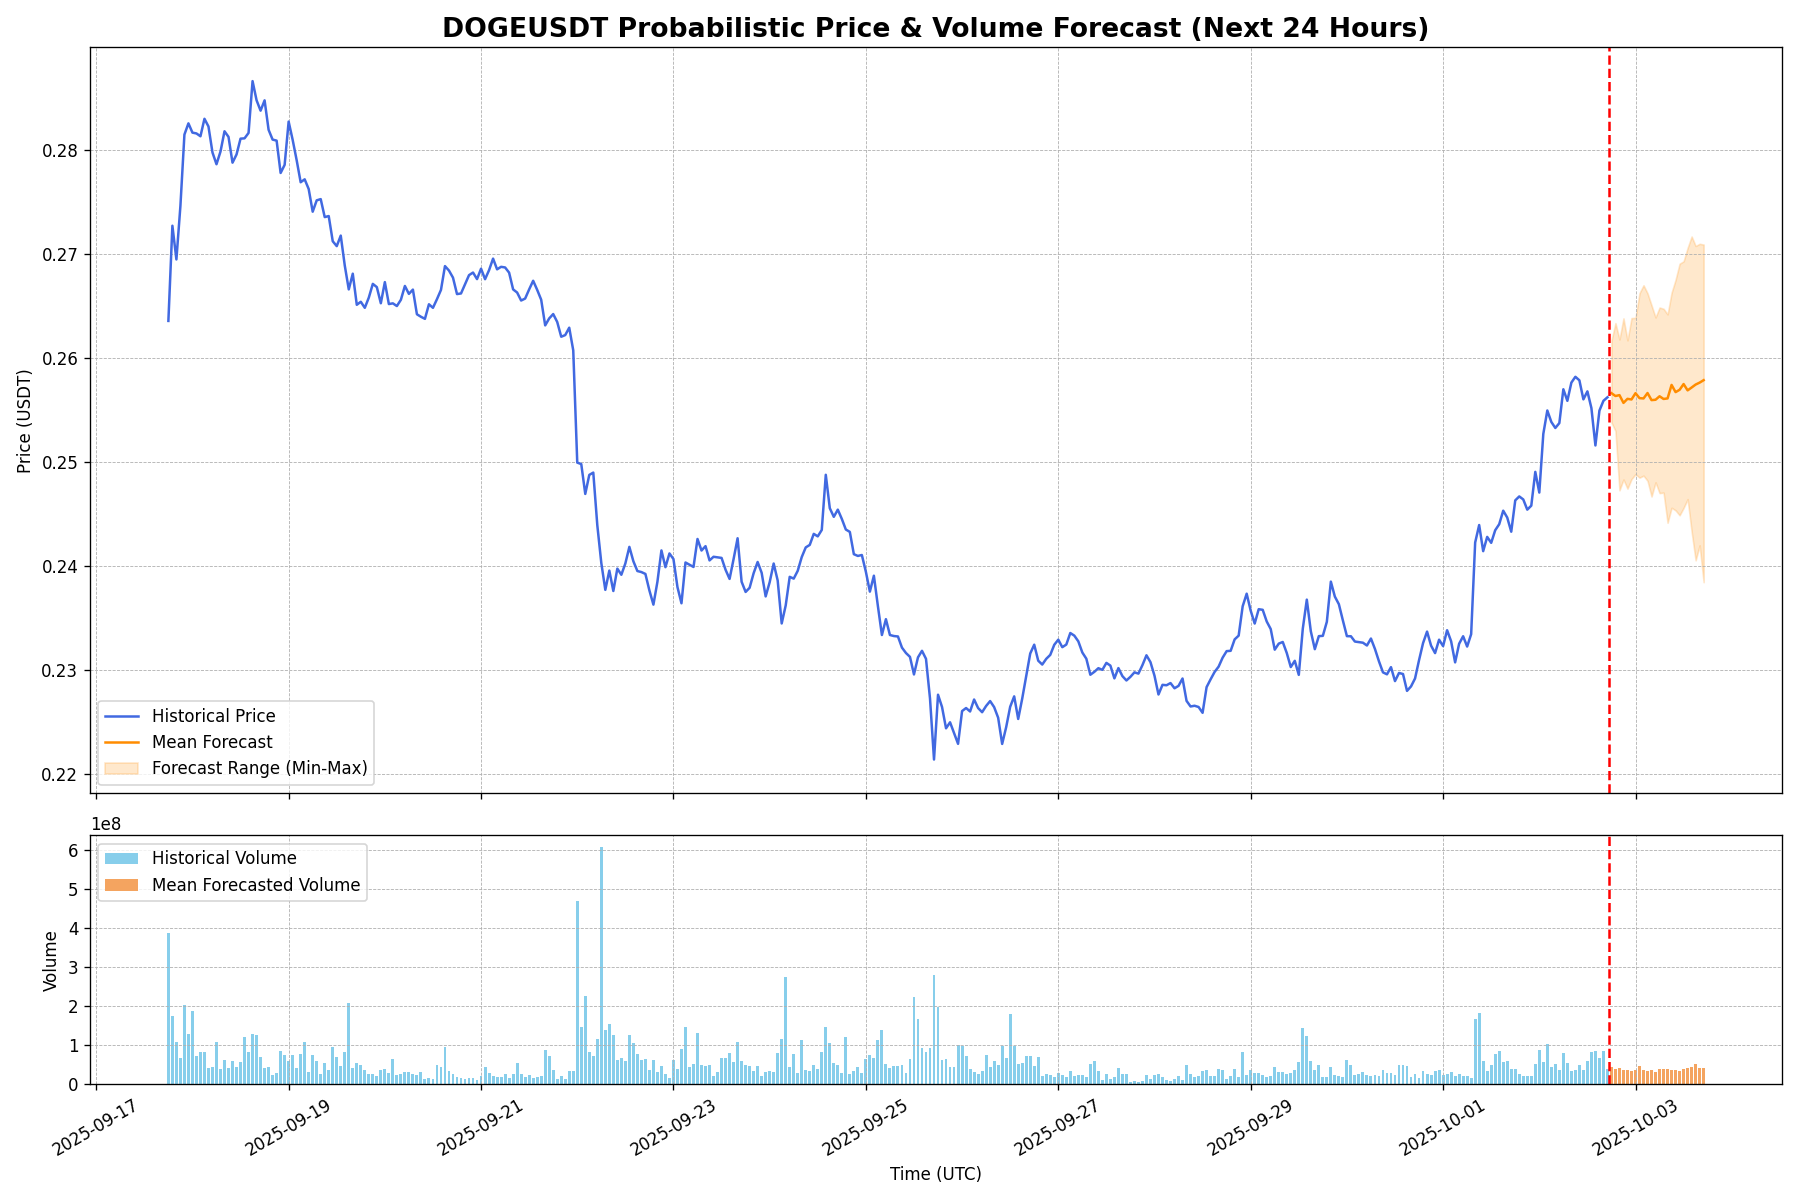 DOGEUSDT Probabilistic Price & Volume Forecast (Next 24 Hours)
Price (USDT)
0.28
0.27
0.26
0.25
0.24
0.23
0.22
Historical Price
Mean Forecast
Forecast Range (Min-Max)
1e8
Volume
6
5
4
3
2
1
0
Historical Volume
Mean Forecasted Volume
2025-09-17
2025-09-19
2025-09-21
2025-09-23
2025-09-25
2025-09-27
2025-09-29
2025-10-01
2025-10-03
Time (UTC)